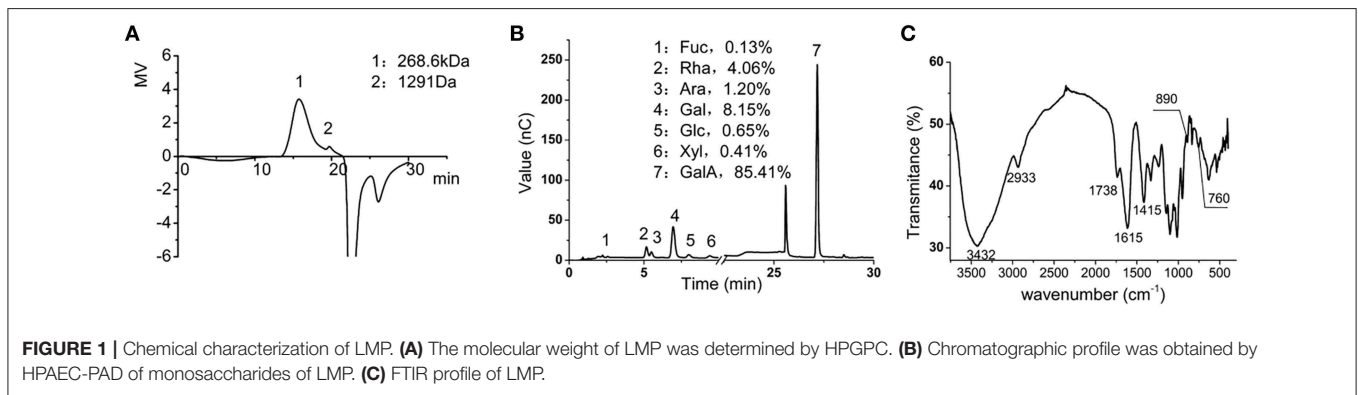 A
MV
6
4
2
0
-2
-4
-6
0
10
20
30
min
1
2
1: 268.6kDa
2: 1291Da
B
Value (nC)
250
200
150
100
50
0
1: Fuc, 0.13%
2: Rha, 4.06%
3: Ara, 1.20%
4: Gal, 8.15%
5: Glc, 0.65%
6: Xyl, 0.41%
7: GalA, 85.41%
1
2
3
4
5
6
7
0
5
25
30
Time (min)
C
Transmitance (%)
60
50
40
30
3432
2933
1738
1615
1415
890
760
3500
3000
2500
2000
1500
1000
500
wavenumber (cm⁻¹)
FIGURE 1 | Chemical characterization of LMP. (A) The molecular weight of LMP was determined by HPGPC. (B) Chromatographic profile was obtained by
HPAEC-PAD of monosaccharides of LMP. (C) FTIR profile of LMP.